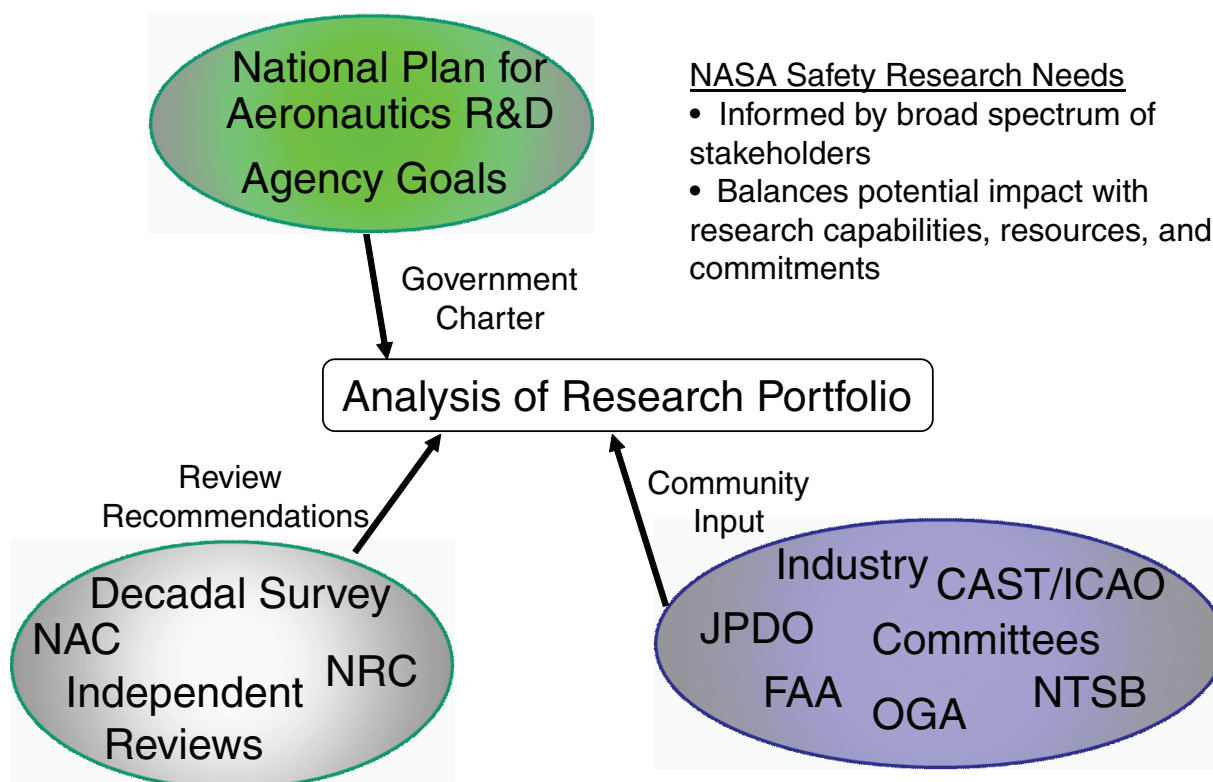 National Plan for
Aeronautics R&D
Agency Goals
NASA Safety Research Needs
• Informed by broad spectrum of
stakeholders
• Balances potential impact with
research capabilities, resources, and
commitments
Government
Charter
Analysis of Research Portfolio
Review
Recommendations
Community
Input
Decadal Survey
NAC
NRC
Independent
Reviews
Industry
CAST/ICAO
JPDO
Committees
FAA
OGA
NTSB